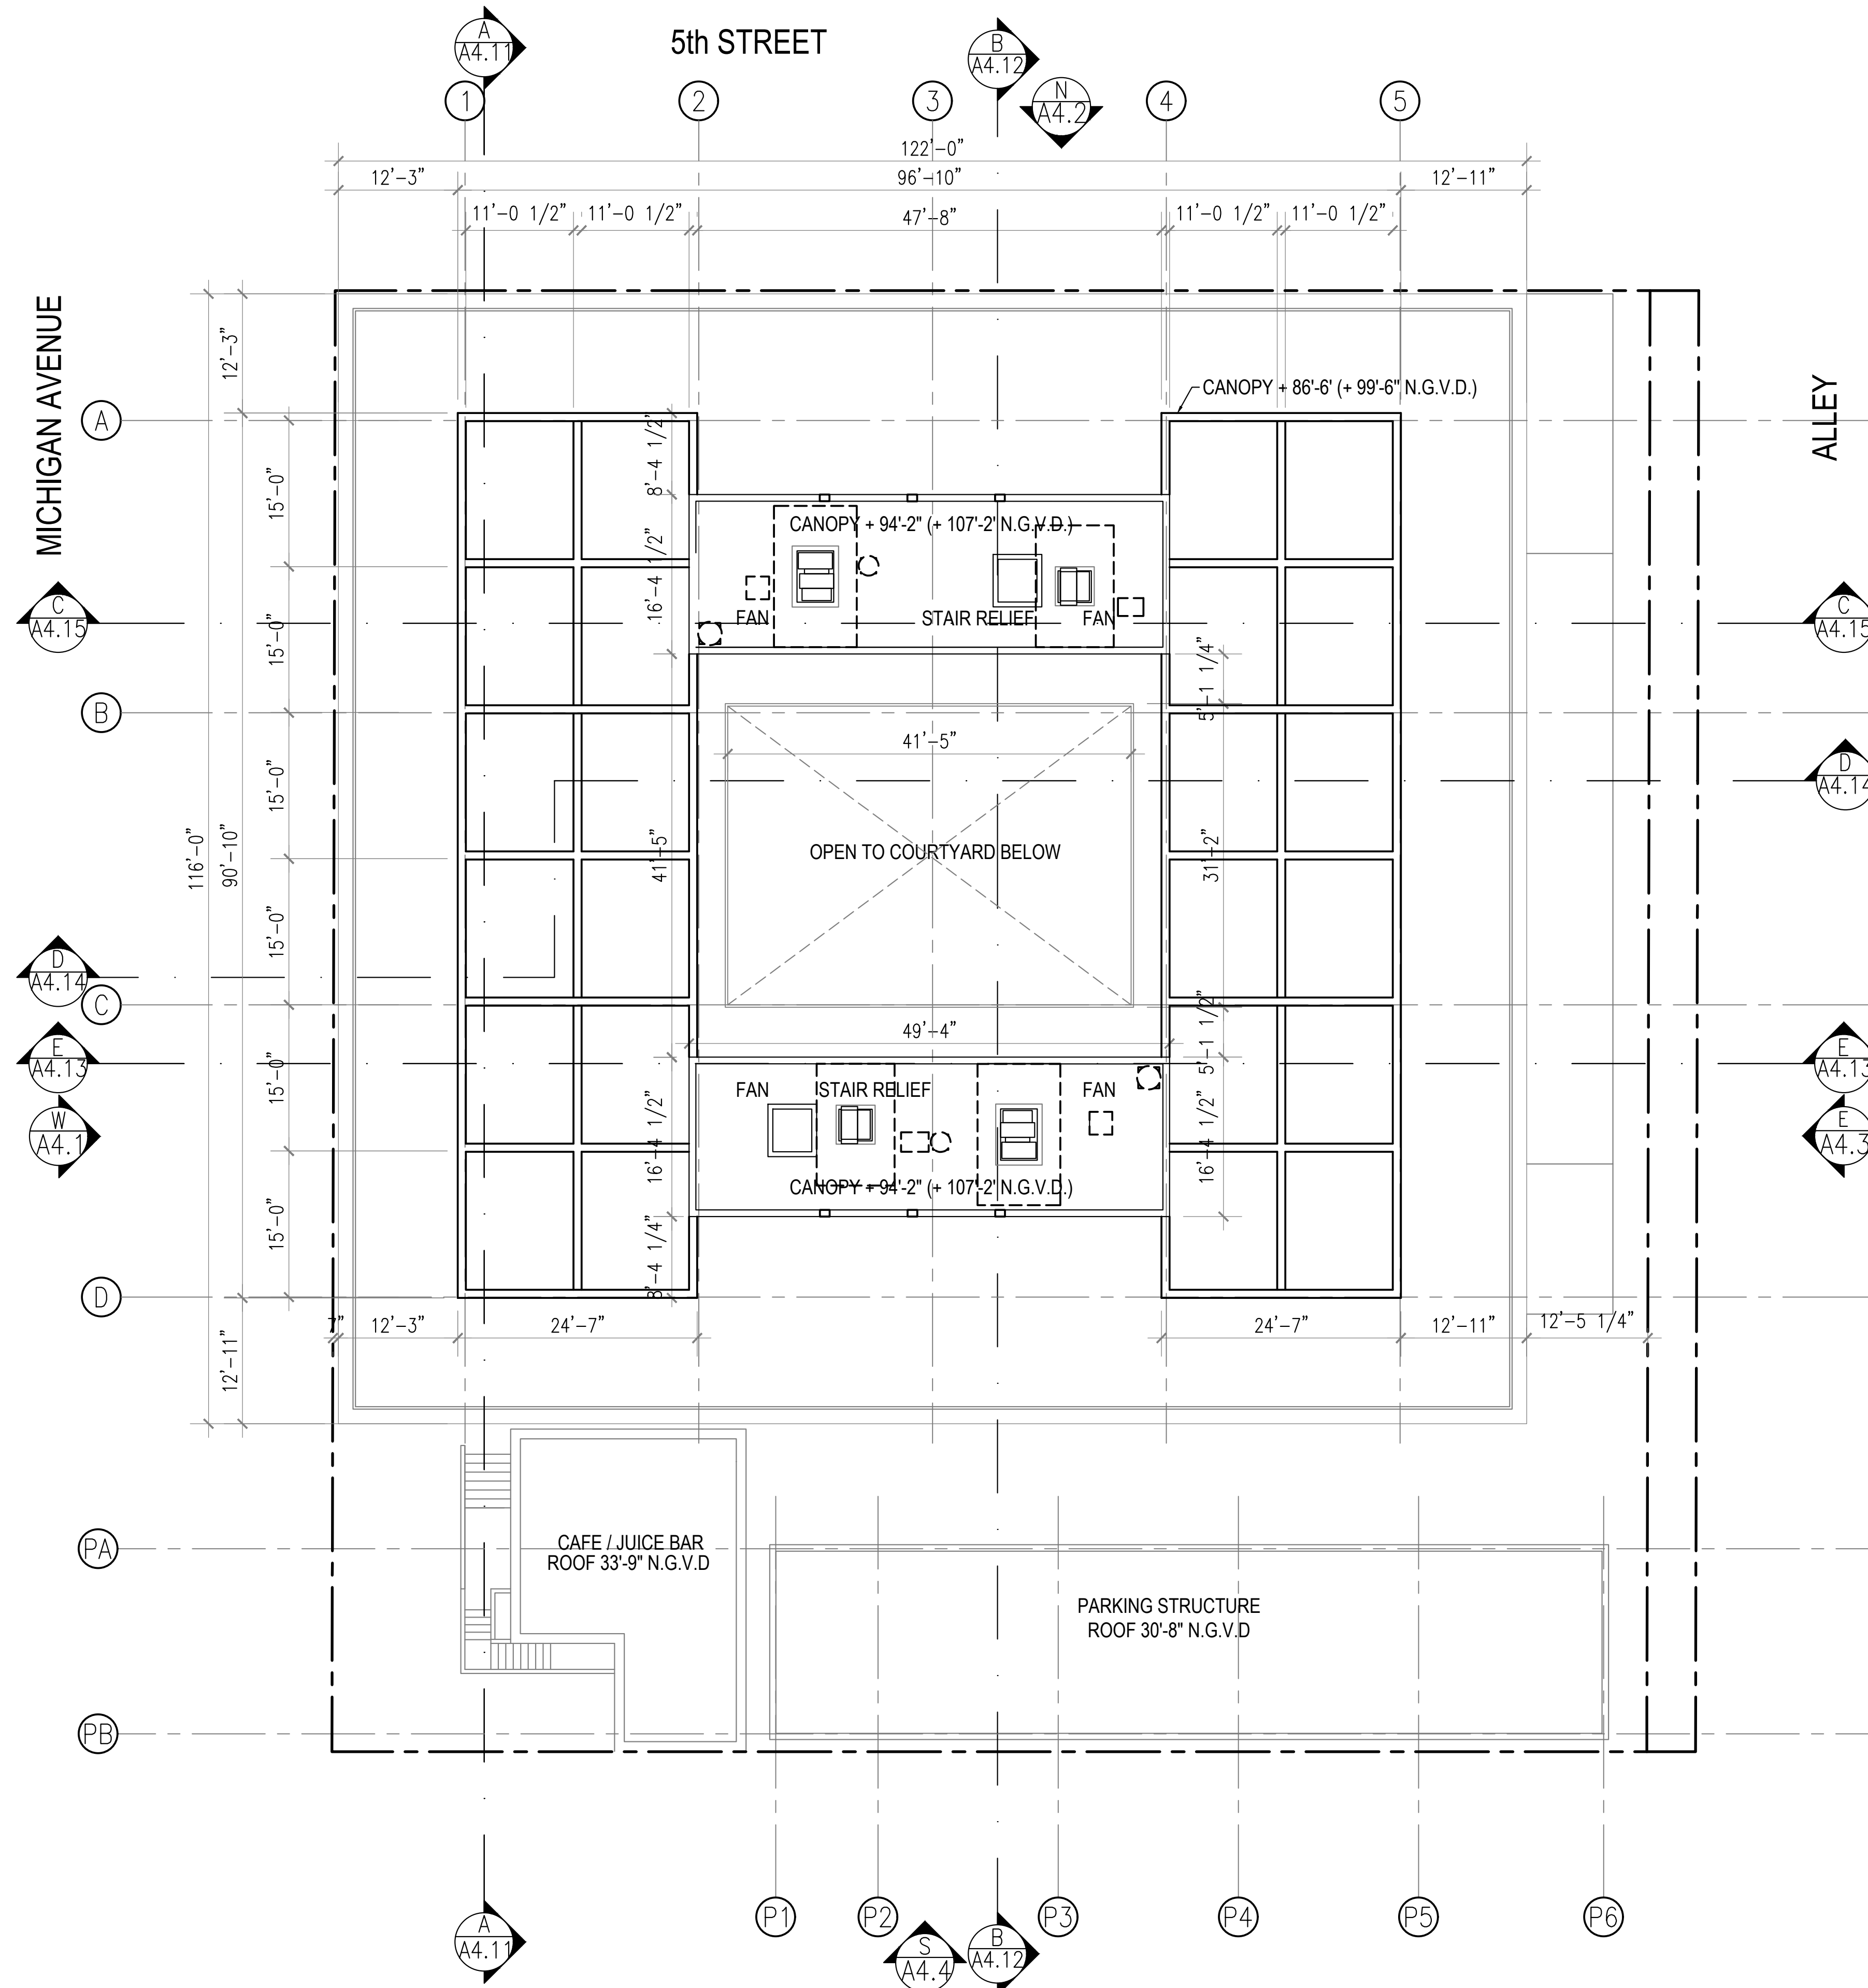 A
A4.11
5th STREET
B
A4.12
N
A4.2
1
2
3
4
5
122'-0"
12'-3"
96'-10"
12'-11"
11'-0 1/2"
11'-0 1/2"
47'-8"
11'-0 1/2"
11'-0 1/2"
MICHIGAN AVENUE
ALLEY
12'-3"
CANOPY + 86'-6' (+ 99'-6" N.G.V.D.)
A
8'-4 1/2"
15'-0"
CANOPY + 94'-2" (+ 107'-2' N.G.V.D.)
16'-4 1/2"
C
A4.15
FAN
STAIR RELIEF
FAN
C
A4.15
15'-0"
5'-1 1/4"
B
41'-5"
D
A4.14
15'-0"
116'-0"
90'-10"
41'-5"
OPEN TO COURTYARD BELOW
31'-2"
15'-0"
D
A4.14
C
49'-4"
5'-1 1/2"
E
A4.13
15'-0"
E
A4.13
FAN
STAIR RELIEF
FAN
W
A4.1
16'-4 1/2"
16'-4 1/2"
E
A4.3
CANOPY + 94'-2" (+ 107'-2' N.G.V.D.)
15'-0"
8'-4 1/4"
D
7"
12'-3"
24'-7"
24'-7"
12'-11"
12'-5 1/4"
12'-11"
PA
CAFE / JUICE BAR
ROOF 33'-9" N.G.V.D
PARKING STRUCTURE
ROOF 30'-8" N.G.V.D
PB
P1
P2
P3
P4
P5
P6
A
A4.11
S
A4.4
B
A4.12